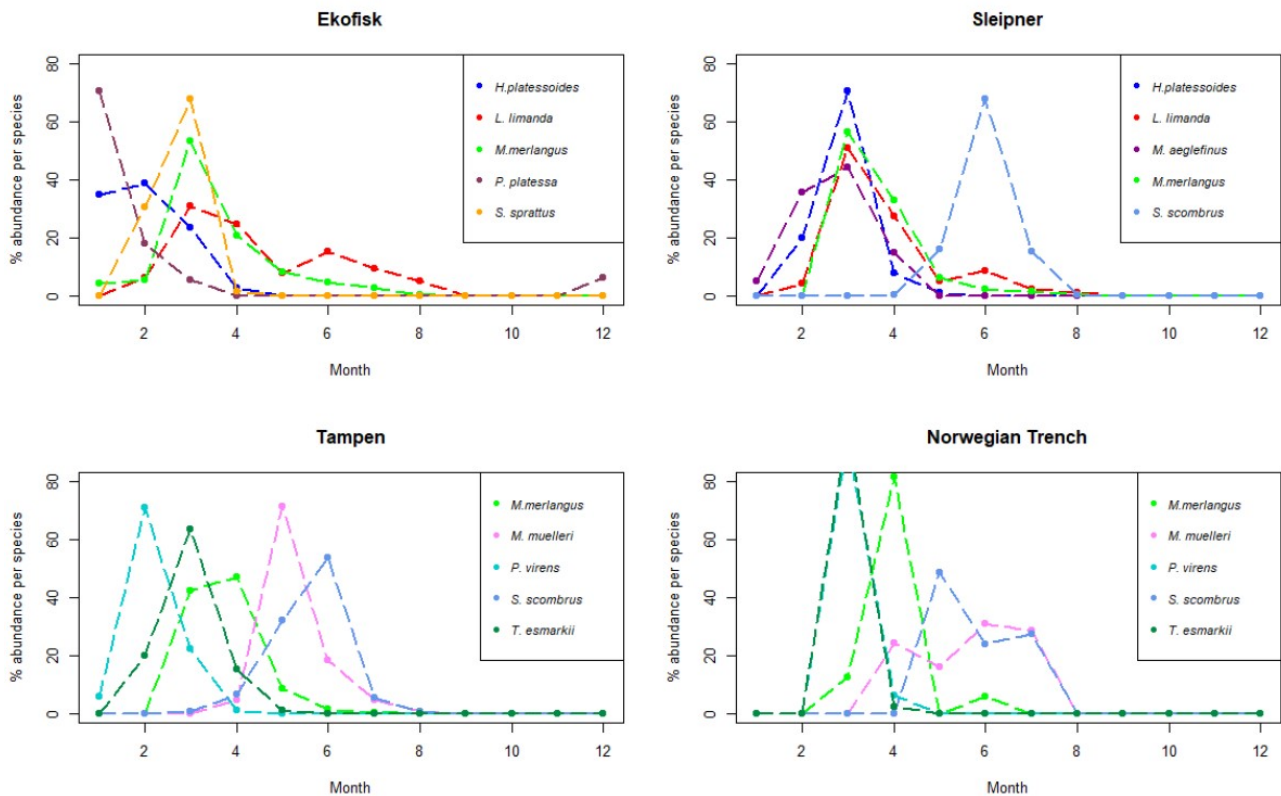 Ekofisk
% abundance per species
80
60
40
20
0
H.platessoides
L. limanda
M.merlangus
P. platessa
S. sprattus
2 4 6 8 10 12
Month
Sleipner
% abundance per species
80
60
40
20
0
H.platessoides
L. limanda
M. aeglefinus
M.merlangus
S. scombrus
2 4 6 8 10 12
Month
Tampen
% abundance per species
80
60
40
20
0
M.merlangus
M. muelleri
P. virens
S. scombrus
T. esmarkii
2 4 6 8 10 12
Month
Norwegian Trench
% abundance per species
80
60
40
20
0
M.merlangus
M. muelleri
P. virens
S. scombrus
T. esmarkii
2 4 6 8 10 12
Month